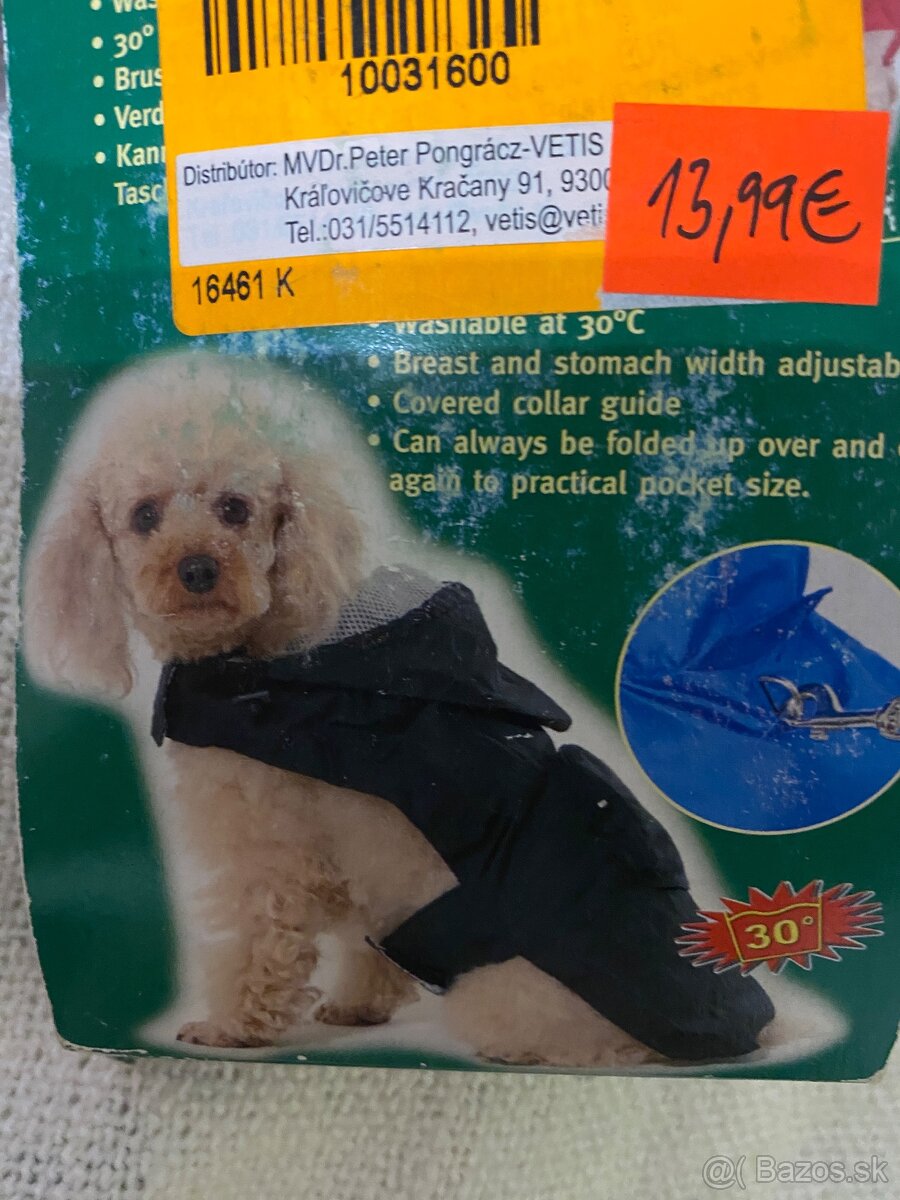 • Was
• 30°
• Brus
• Verd
• Kan
Tasc
10031600
Distribútor: MVDr.Peter Pongrácz-VETIS
Kráľovičove Kračany 91, 930
Tel.:031/5514112, vetis@veti
13,99€
16461 K
• Washable at 30°C
• Breast and stomach width adjustab
• Covered collar guide
• Can always be folded up over and
again to practical pocket size.
30°
@( Bazos.sk